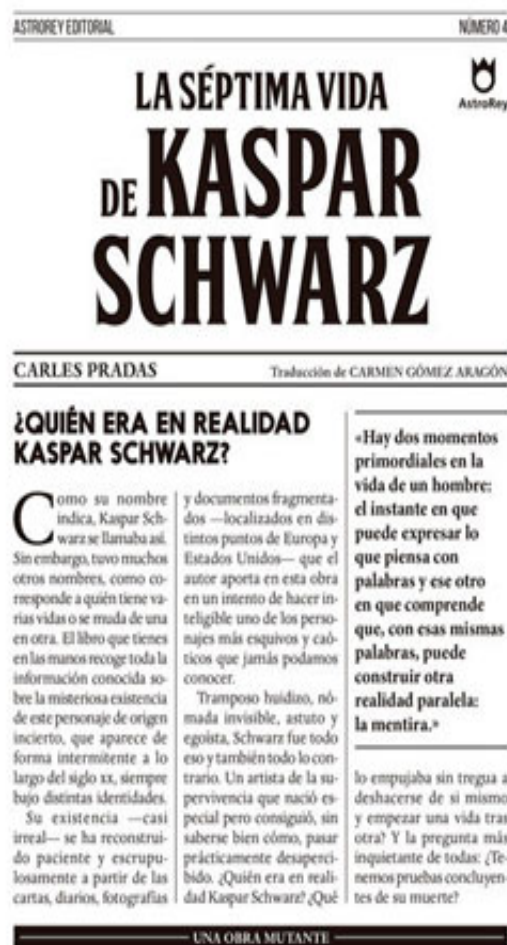 ASTROREY EDITORIAL
NÚMERO 4
LA SÉPTIMA VIDA
DE KASPAR
SCHWARZ
AstroRey
CARLES PRADAS
Traducción de CARMEN GÓMEZ ARAGÓN
¿QUIÉN ERA EN REALIDAD
KASPAR SCHWARZ?
Como su nombre
indica, Kaspar Sch-
warz se llamaba así.
Sin embargo, tuvo muchos
otros nombres, como co-
rresponde a quién tiene va-
rias vidas o se muda de una
en otra. El libro que tienes
en las manos recoge toda la
información conocida so-
bre la misteriosa existencia
de este personaje de origen
incierto, que aparece de
forma intermitente a lo
largo del siglo XX, siempre
bajo distintas identidades.
Su existencia —casi
irreal— se ha reconstrui-
do paciente y escrupu-
losamente a partir de las
cartas, diarios, fotografías
y documentos fragmenta-
dos —localizados en dis-
tintos puntos de Europa y
Estados Unidos— que el
autor aporta en esta obra
en un intento de hacer in-
teligible uno de los perso-
najes más esquivos y caó-
ticos que jamás podamos
conocer.
Tramposo huidizo, nó-
mada invisible, astuto y
egoísta, Schwarz fue todo
eso y también todo lo con-
trario. Un artista de la su-
pervivencia que nació es-
pecial pero consiguió, sin
saberse bien cómo, pasar
prácticamente desaperci-
bido. ¿Quién era en reali-
dad Kaspar Schwarz? ¿Qué
«Hay dos momentos
primordiales en la
vida de un hombre:
el instante en que
puede expresar lo
que piensa con
palabras y ese otro
en que comprende
que, con esas mismas
palabras, puede
construir otra
realidad paralela:
la mentira.»
lo empujaba sin tregua a
deshacerse de si mismo
y empezar una vida tras
otra? Y la pregunta más
inquietante de todas: ¿Te-
nemos pruebas concluyen-
tes de su muerte?
UNA OBRA MUTANTE